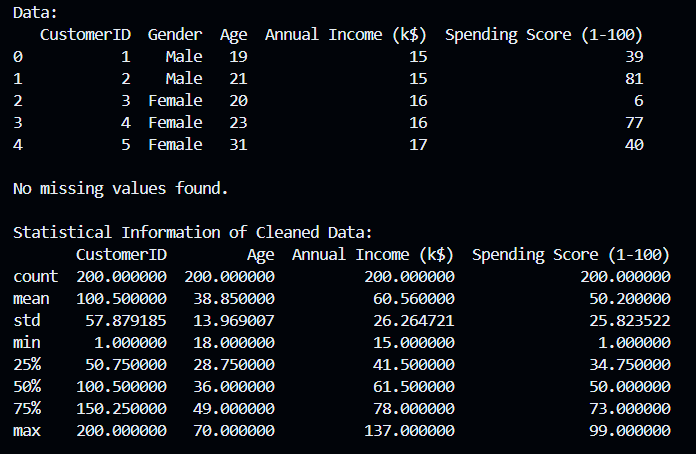 Data:
   CustomerID  Gender  Age  Annual Income (k$)  Spending Score (1-100)
0           1    Male   19                  15                      39
1           2    Male   21                  15                      81
2           3  Female   20                  16                       6
3           4  Female   23                  16                      77
4           5  Female   31                  17                      40
No missing values found.
Statistical Information of Cleaned Data:
       CustomerID         Age  Annual Income (k$)  Spending Score (1-100)
count  200.000000  200.000000          200.000000              200.000000
mean   100.500000   38.850000           60.560000               50.200000
std     57.879185   13.969007           26.264721               25.823522
min      1.000000   18.000000           15.000000                1.000000
25%     50.750000   28.750000           41.500000               34.750000
50%    100.500000   36.000000           61.500000               50.000000
75%    150.250000   49.000000           78.000000               73.000000
max    200.000000   70.000000          137.000000               99.000000